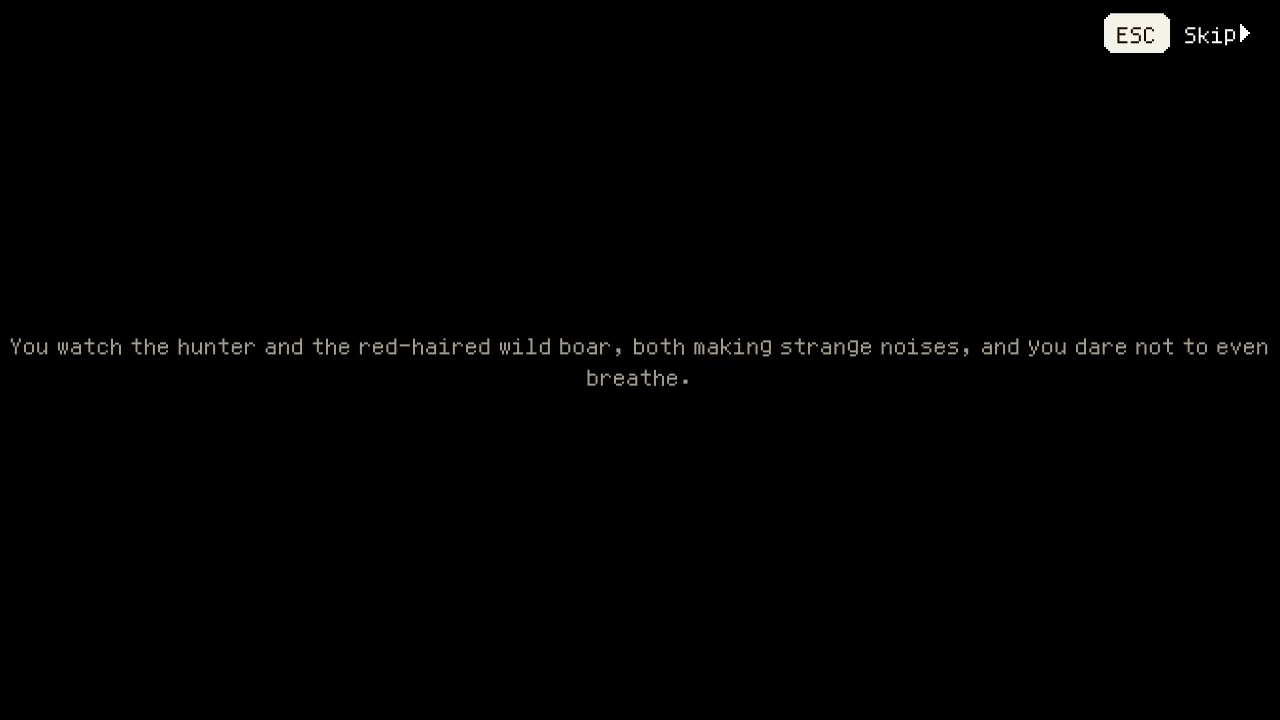 ESC Skip
You watch the hunter and the red-haired wild boar, both making strange noises, and you dare not to even
breathe.